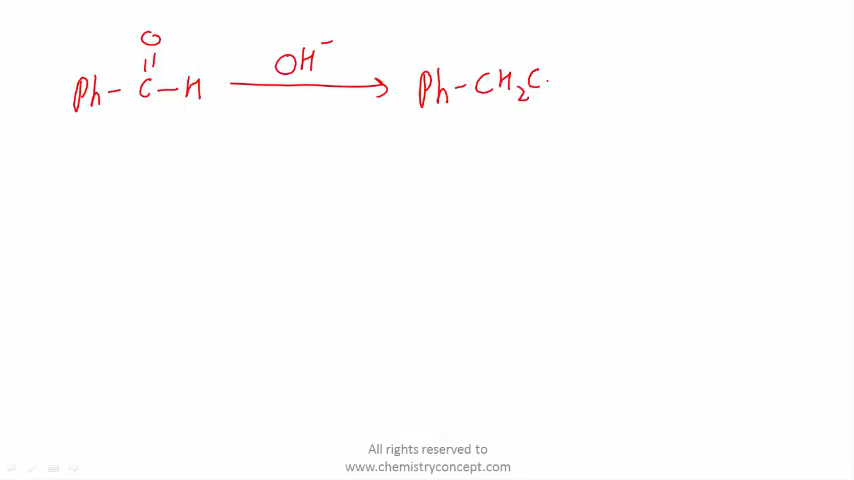 O
||
Ph-C-H OH⁻ → Ph-CH₂C
All rights reserved to
www.chemistryconcept.com